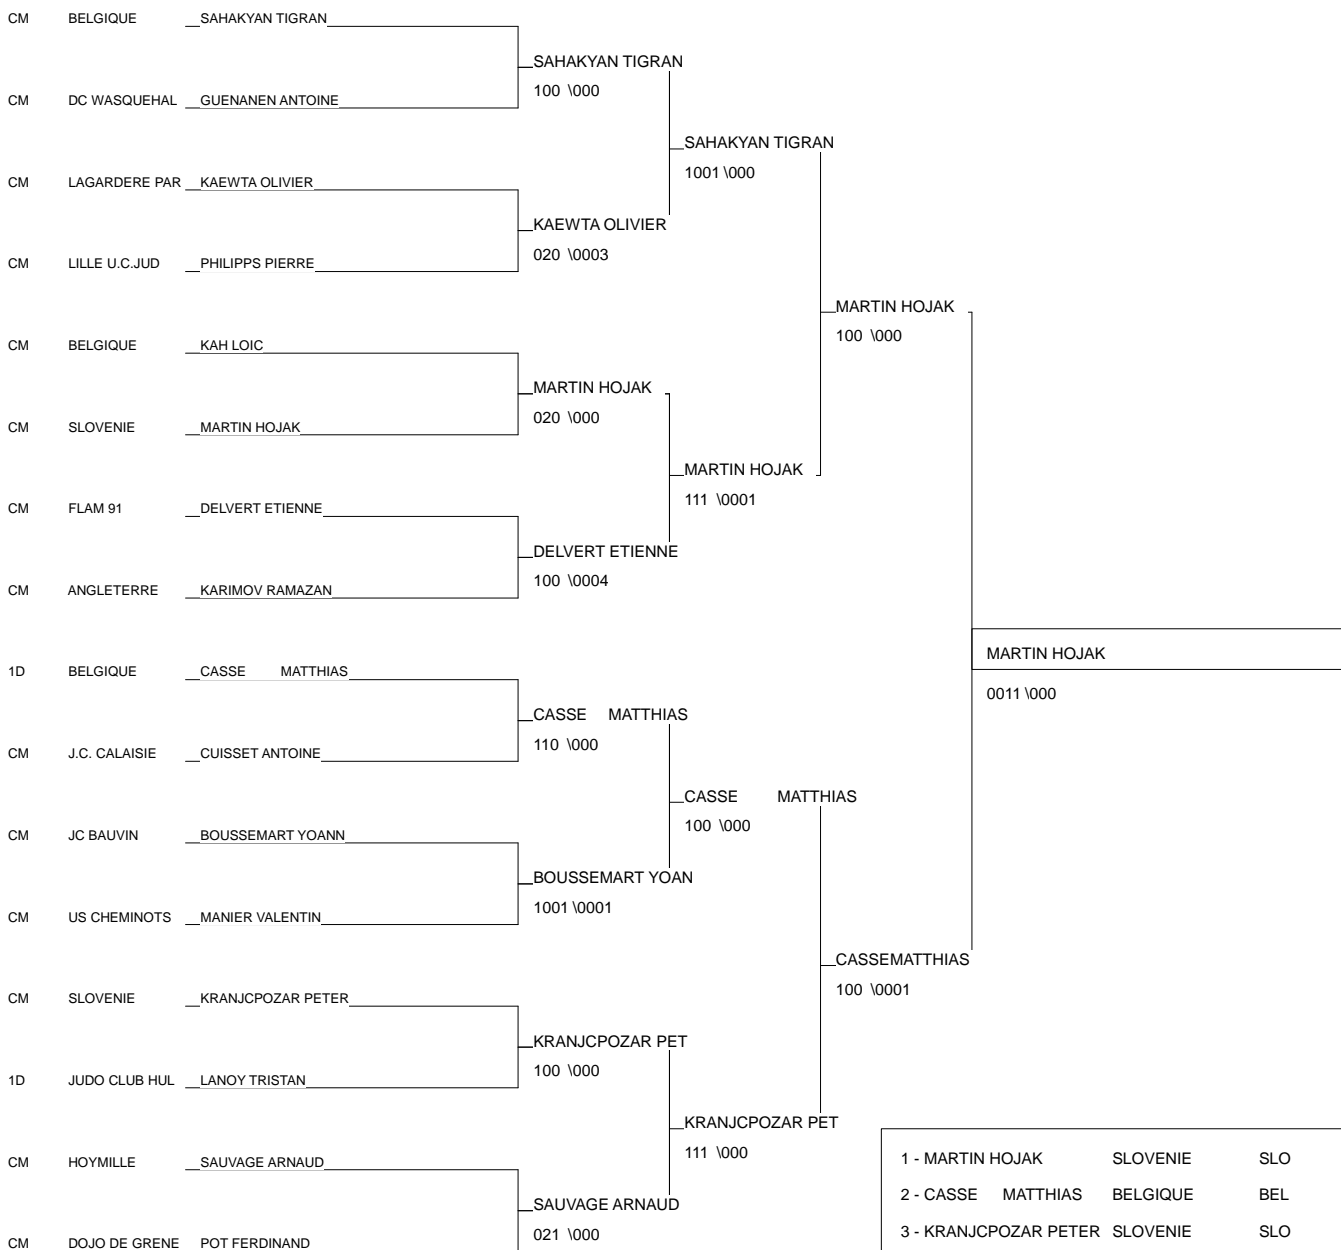 CM BELGIQUE SAHAKYAN TIGRAN
SAHAKYAN TIGRAN
100 \000
CM DC WASQUEHAL GUENANEN ANTOINE
SAHAKYAN TIGRAN
1001 \000
CM LAGARDERE PAR KAEWTA OLIVIER
KAEWTA OLIVIER
020 \0003
CM LILLE U.C.JUD PHILIPPS PIERRE
MARTIN HOJAK
100 \000
CM BELGIQUE KAH LOIC
MARTIN HOJAK
020 \000
CM SLOVENIE MARTIN HOJAK
MARTIN HOJAK
111 \0001
CM FLAM 91 DELVERT ETIENNE
DELVERT ETIENNE
100 \0004
CM ANGLETERRE KARIMOV RAMAZAN
MARTIN HOJAK
0011 \000
1D BELGIQUE CASSE MATTHIAS
CASSE MATTHIAS
110 \000
CM J.C. CALAISIE CUISSET ANTOINE
CASSE MATTHIAS
100 \000
CM JC BAUVIN BOUSSEMART YOANN
BOUSSEMART YOAN
1001 \0001
CM US CHEMINOTS MANIER VALENTIN
CASSEMATTHIAS
100 \0001
CM SLOVENIE KRANJCPOZAR PETER
KRANJCPOZAR PET
100 \000
1D JUDO CLUB HUL LANOY TRISTAN
KRANJCPOZAR PET
111 \000
CM HOYMILLE SAUVAGE ARNAUD
SAUVAGE ARNAUD
021 \000
CM DOJO DE GRENE POT FERDINAND
1 - MARTIN HOJAK SLOVENIE SLO
2 - CASSE MATTHIAS BELGIQUE BEL
3 - KRANJCPOZAR PETER SLOVENIE SLO